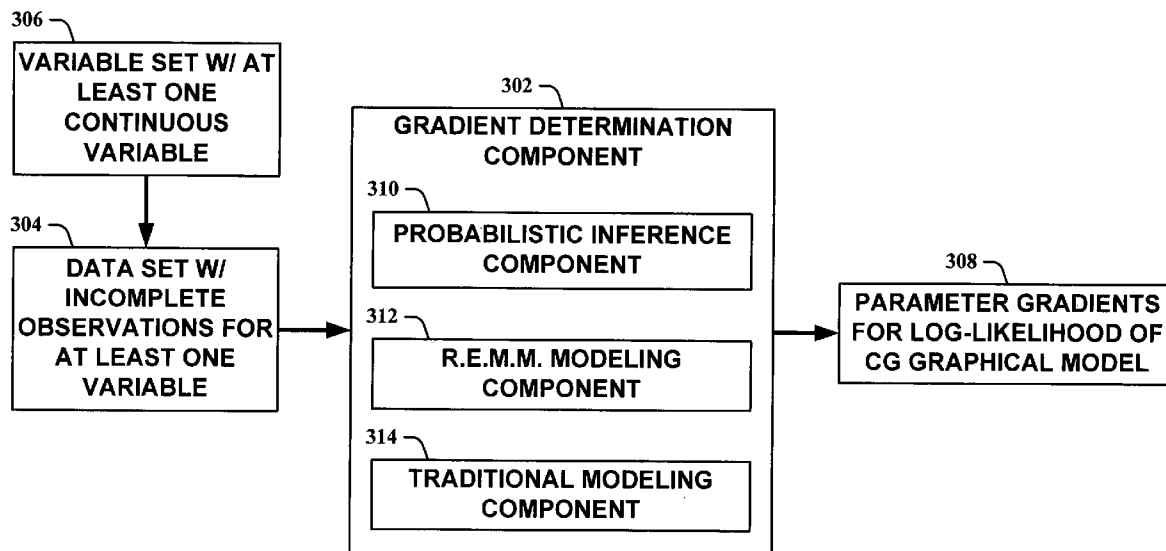 306
VARIABLE SET W/ AT
LEAST ONE
CONTINUOUS
VARIABLE
304
DATA SET W/
INCOMPLETE
OBSERVATIONS FOR
AT LEAST ONE
VARIABLE
302
GRADIENT DETERMINATION
COMPONENT
310
PROBABILISTIC INFERENCE
COMPONENT
312
R.E.M.M. MODELING
COMPONENT
314
TRADITIONAL MODELING
COMPONENT
308
PARAMETER GRADIENTS
FOR LOG-LIKELIHOOD OF
CG GRAPHICAL MODEL